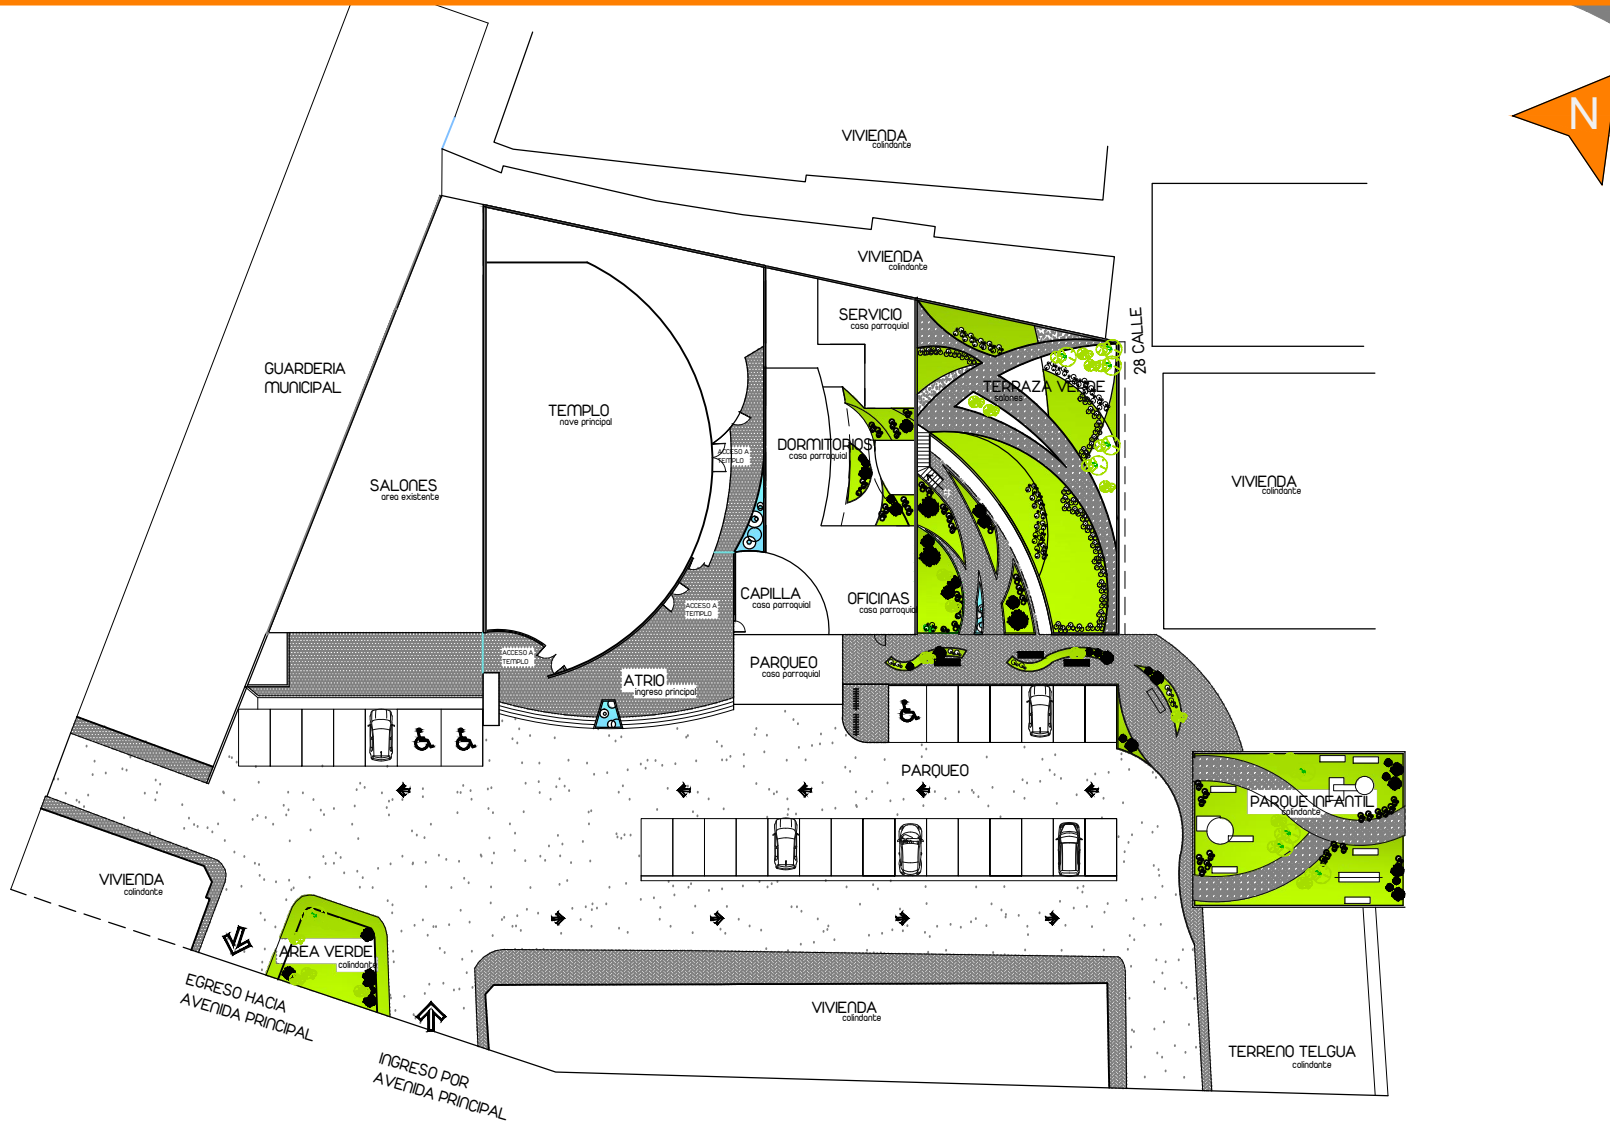 N
VIVIENDA
colindante
VIVIENDA
colindante
SERVICIO
casa parroquial
28 CALLE
GUARDERIA
MUNICIPAL
TERRAZA VERDE
salones
TEMPLO
nave principal
DORMITORIOS
casa parroquial
ACCESO A
TEMPLO
SALONES
area existente
VIVIENDA
colindante
CAPILLA
casa parroquial
OFICINAS
casa parroquial
ACCESO A
TEMPLO
ACCESO A
TEMPLO
PARQUEO
casa parroquial
ATRIO
ingreso principal
PARQUEO
PARQUE INFANTIL
colindante
VIVIENDA
colindante
AREA VERDE
colindante
EGRESO HACIA
AVENIDA PRINCIPAL
VIVIENDA
colindante
INGRESO POR
AVENIDA PRINCIPAL
TERRENO TELGUA
colindante